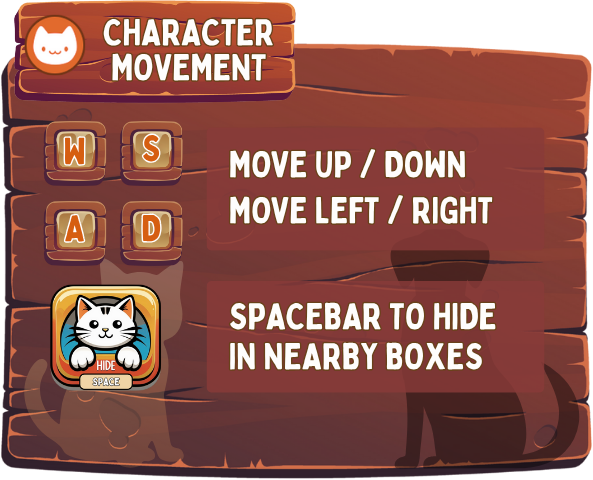 CHARACTER
MOVEMENT
W S
MOVE UP / DOWN
MOVE LEFT / RIGHT
A D
HIDE
SPACE
SPACEBAR TO HIDE
IN NEARBY BOXES